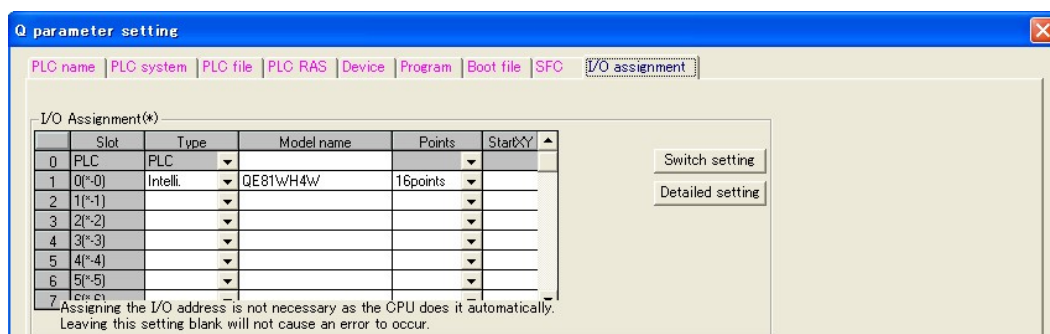 Q parameter setting
PLC name PLC system PLC file PLC RAS Device Program Boot file SFC I/O assignment
I/O Assignment(*)
Slot Type Model name Points StartXY
0 PLC PLC
1 0(*-0) Intelli. QE81WH4W 16points
2 1(*-1)
3 2(*-2)
4 3(*-3)
5 4(*-4)
6 5(*-5)
7
Switch setting
Detailed setting
Assigning the I/O address is not necessary as the CPU does it automatically.
Leaving this setting blank will not cause an error to occur.